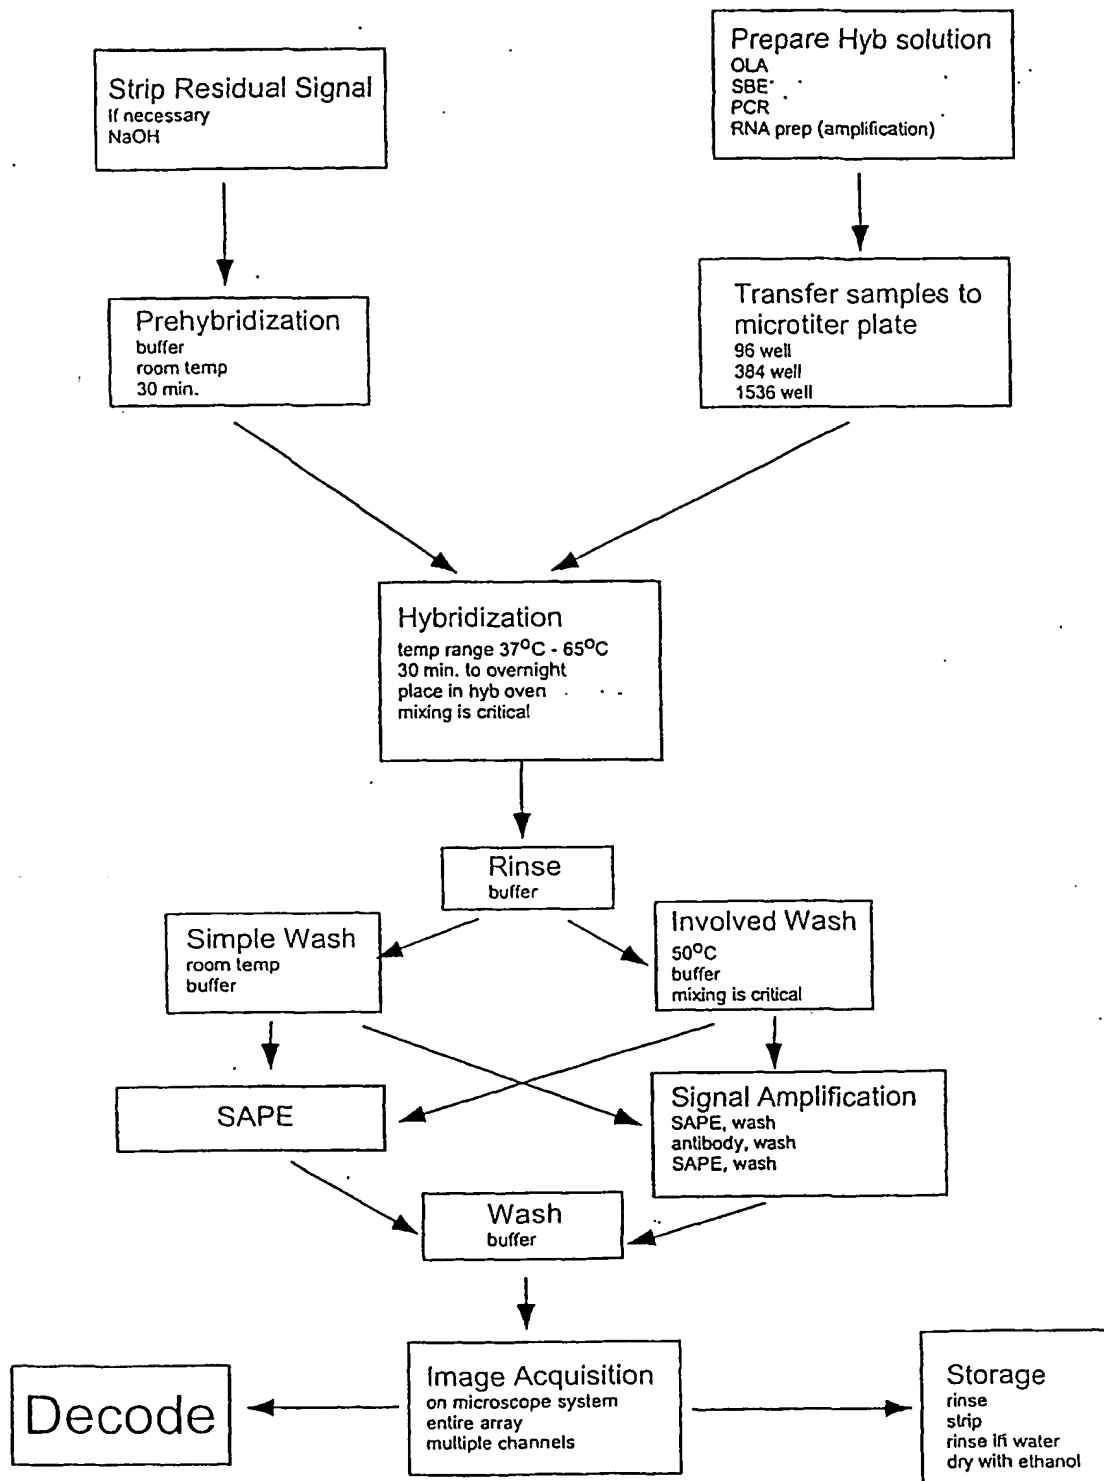 Strip Residual Signal
If necessary
NaOH
Prepare Hyb solution
OLA
SBE
PCR
RNA prep (amplification)
Prehybridization
buffer
room temp
30 min.
Transfer samples to
microtiter plate
96 well
384 well
1536 well
Hybridization
temp range 37°C - 65°C
30 min. to overnight
place in hyb oven
mixing is critical
Rinse
buffer
Simple Wash
room temp
buffer
Involved Wash
50°C
buffer
mixing is critical
SAPE
Signal Amplification
SAPE, wash
antibody, wash
SAPE, wash
Wash
buffer
Decode
Image Acquisition
on microscope system
entire array
multiple channels
Storage
rinse
strip
rinse in water
dry with ethanol